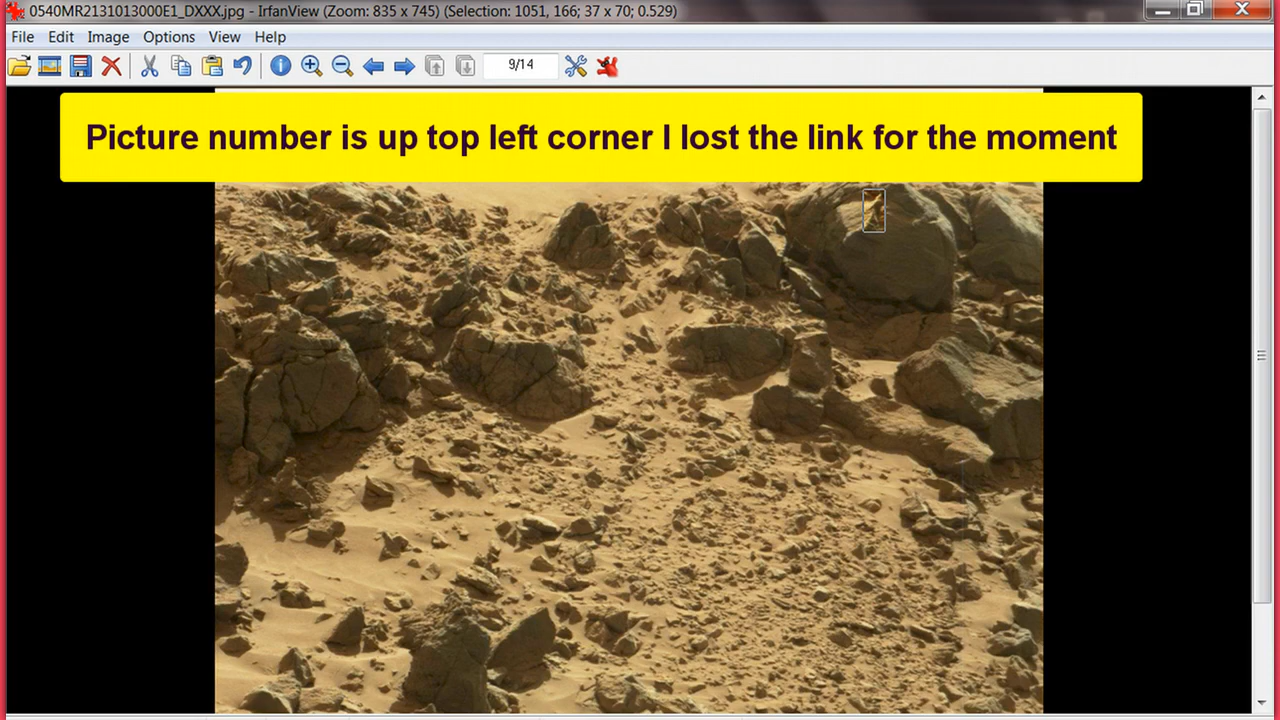 0540MR2131013000E1_DXXX.jpg - IrfanView (Zoom: 835 x 745) (Selection: 1051, 166; 37 x 70; 0.529)
File Edit Image Options View Help
9/14
Picture number is up top left corner I lost the link for the moment